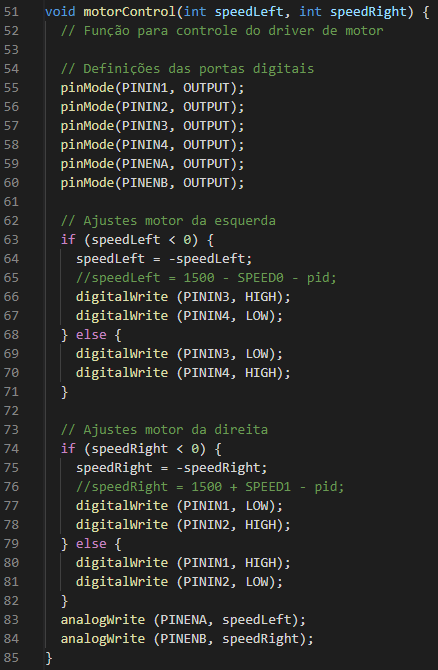 51 void motorControl(int speedLeft, int speedRight) {
52 // Função para controle do driver de motor
53
54 // Definições das portas digitais
55 pinMode(PININ1, OUTPUT);
56 pinMode(PININ2, OUTPUT);
57 pinMode(PININ3, OUTPUT);
58 pinMode(PININ4, OUTPUT);
59 pinMode(PINENA, OUTPUT);
60 pinMode(PINENB, OUTPUT);
61
62 // Ajustes motor da esquerda
63 if (speedLeft < 0) {
64 speedLeft = -speedLeft;
65 //speedLeft = 1500 - SPEED0 - pid;
66 digitalWrite (PININ3, HIGH);
67 digitalWrite (PININ4, LOW);
68 } else {
69 digitalWrite (PININ3, LOW);
70 digitalWrite (PININ4, HIGH);
71 }
72
73 // Ajustes motor da direita
74 if (speedRight < 0) {
75 speedRight = -speedRight;
76 //speedRight = 1500 + SPEED1 - pid;
77 digitalWrite (PININ1, LOW);
78 digitalWrite (PININ2, HIGH);
79 } else {
80 digitalWrite (PININ1, HIGH);
81 digitalWrite (PININ2, LOW);
82 }
83 analogWrite (PINENA, speedLeft);
84 analogWrite (PINENB, speedRight);
85 }